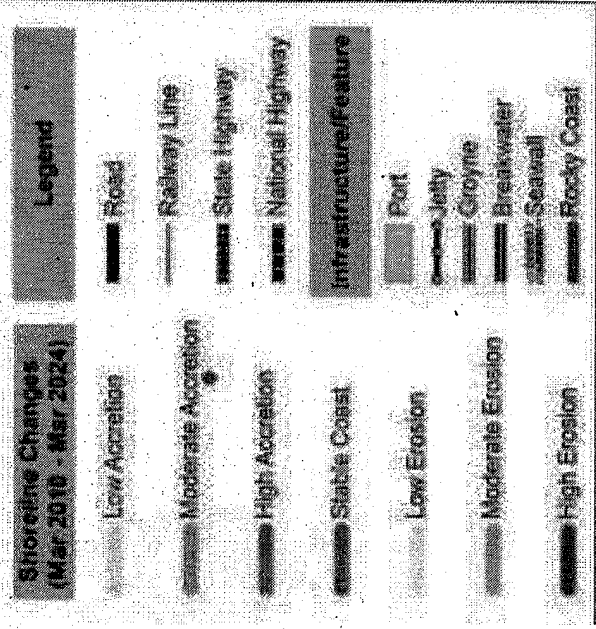 Shoreline Changes
(Mar 2010 - Mar 2024)
Low Accretion
Moderate Accretion
High Accretion
Stable Coast
Low Erosion
Moderate Erosion
High Erosion
Legend
Road
Railway Line
State Highway
National Highway
Infrastructure/Feature
Port
Jetty
Groyne
Breakwater
Seawall
Rocky Coast